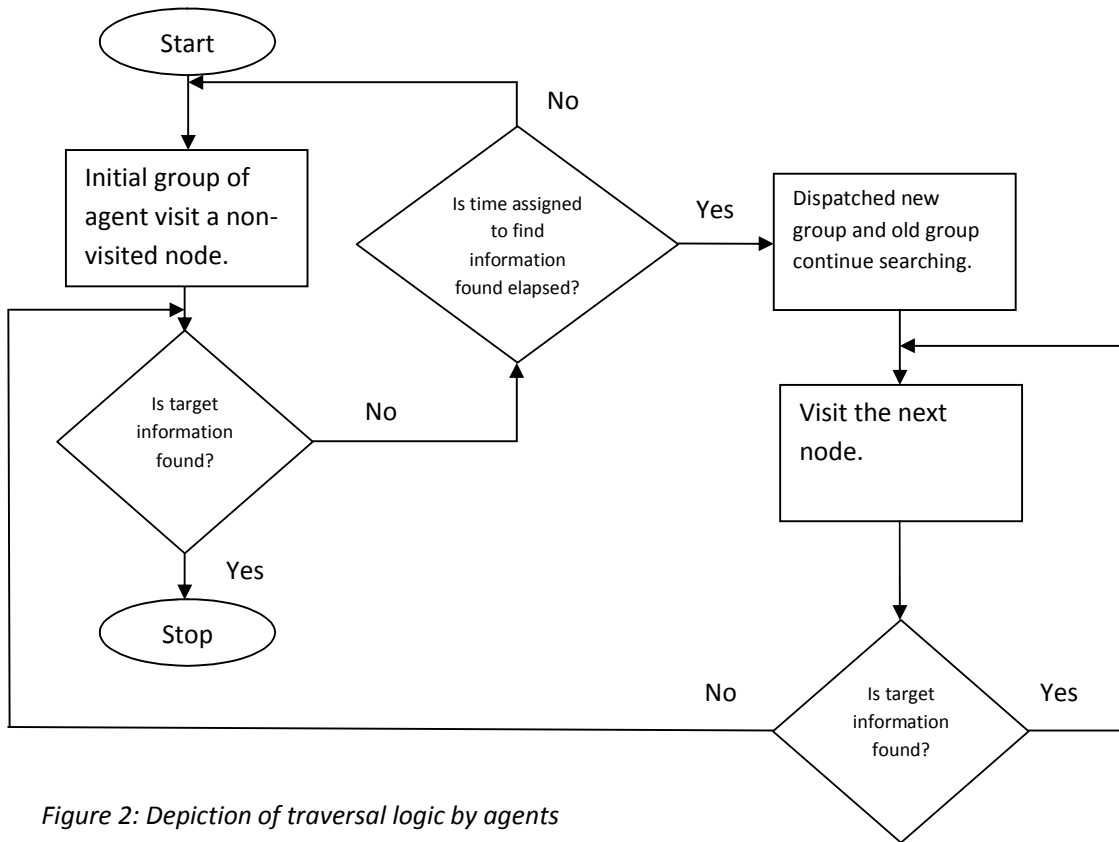 Start
No
Initial group of
agent visit a non-
visited node.
Is time assigned
to find
information
found elapsed?
Yes
Dispatched new
group and old group
continue searching.
Is target
information
found?
No
Visit the next
node.
Yes
Stop
No
Is target
information
found?
Yes
Figure 2: Depiction of traversal logic by agents